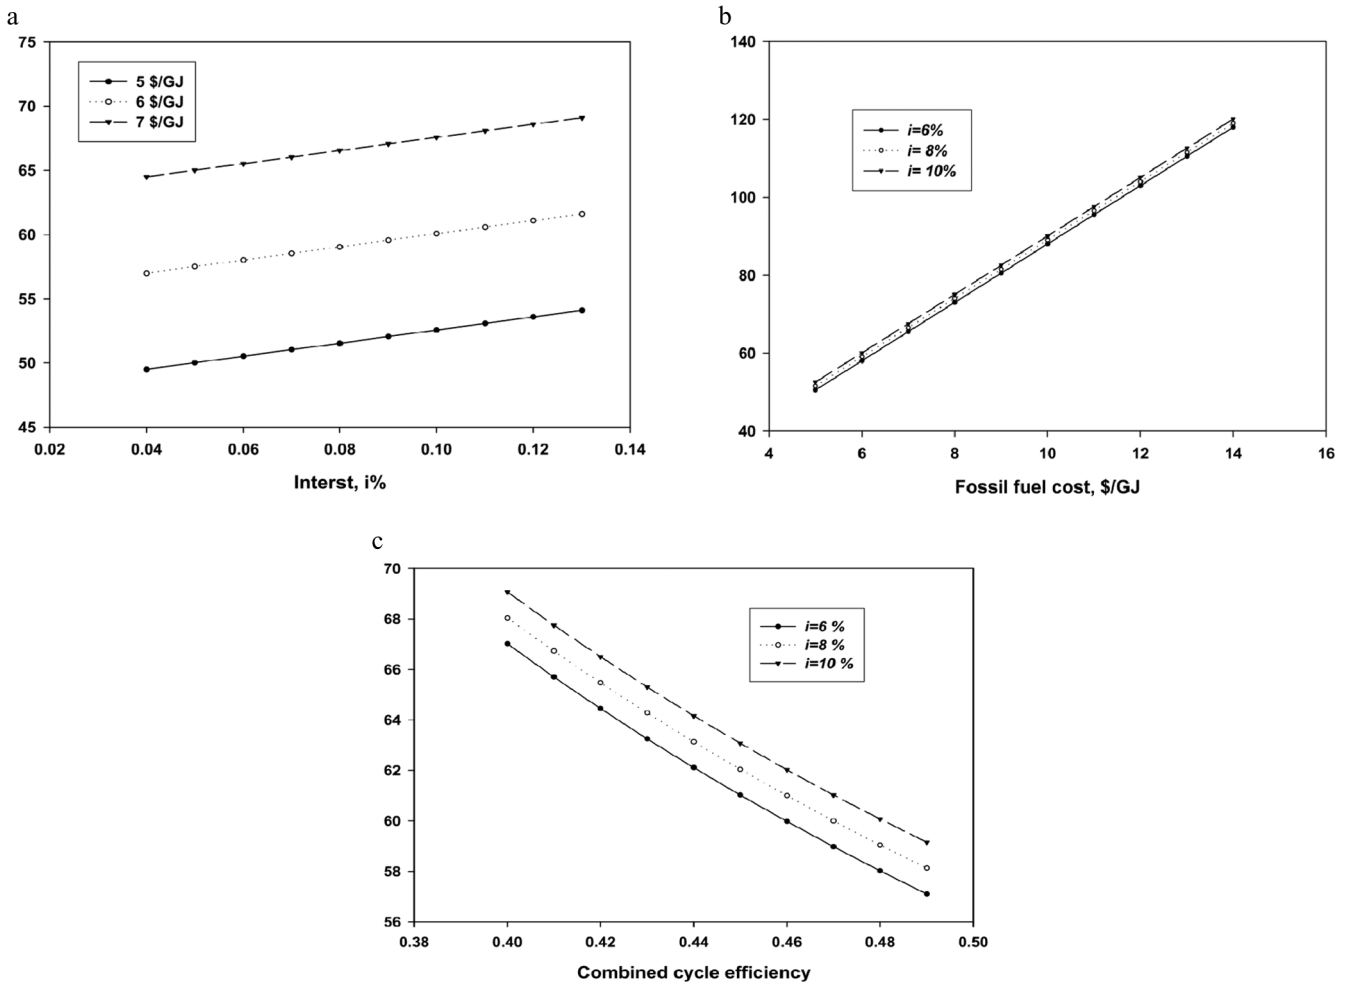 a
75
70
65
60
55
50
45
5 $/GJ
6 $/GJ
7 $/GJ
0.02 0.04 0.06 0.08 0.10 0.12 0.14
Interst, i%
b
140
120
100
80
60
40
i=6%
i= 8%
i= 10%
4 6 8 10 12 14 16
Fossil fuel cost, $/GJ
c
70
68
66
64
62
60
58
56
i=6 %
i=8 %
i=10 %
0.38 0.40 0.42 0.44 0.46 0.48 0.50
Combined cycle efficiency